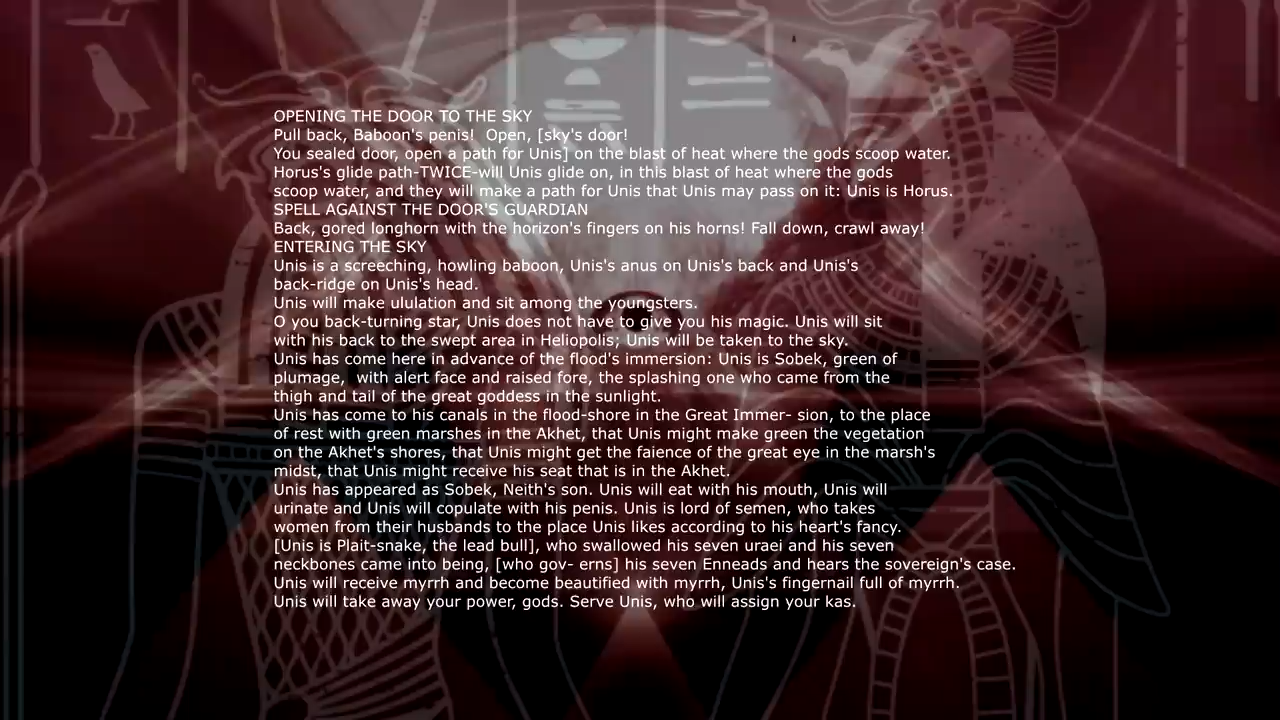 OPENING THE DOOR TO THE SKY
Pull back, Baboon's penis!  Open, [sky's door!
You sealed door, open a path for Unis] on the blast of heat where the gods scoop water.
Horus's glide path-TWICE-will Unis glide on, in this blast of heat where the gods
scoop water, and they will make a path for Unis that Unis may pass on it: Unis is Horus.
SPELL AGAINST THE DOOR'S GUARDIAN
Back, gored longhorn with the horizon's fingers on his horns! Fall down, crawl away!
ENTERING THE SKY
Unis is a screeching, howling baboon, Unis's anus on Unis's back and Unis's
back-ridge on Unis's head.
Unis will make ululation and sit among the youngsters.
O you back-turning star, Unis does not have to give you his magic. Unis will sit
with his back to the swept area in Heliopolis; Unis will be taken to the sky.
Unis has come here in advance of the flood's immersion: Unis is Sobek, green of
plumage,  with alert face and raised fore, the splashing one who came from the
thigh and tail of the great goddess in the sunlight.
Unis has come to his canals in the flood-shore in the Great Immer- sion, to the place
of rest with green marshes in the Akhet, that Unis might make green the vegetation
on the Akhet's shores, that Unis might get the faience of the great eye in the marsh's
midst, that Unis might receive his seat that is in the Akhet.
Unis has appeared as Sobek, Neith's son. Unis will eat with his mouth, Unis will
urinate and Unis will copulate with his penis. Unis is lord of semen, who takes
women from their husbands to the place Unis likes according to his heart's fancy.
[Unis is Plait-snake, the lead bull], who swallowed his seven uraei and his seven
neckbones came into being, [who gov- erns] his seven Enneads and hears the sovereign's case.
Unis will receive myrrh and become beautified with myrrh, Unis's fingernail full of myrrh.
Unis will take away your power, gods. Serve Unis, who will assign your kas.